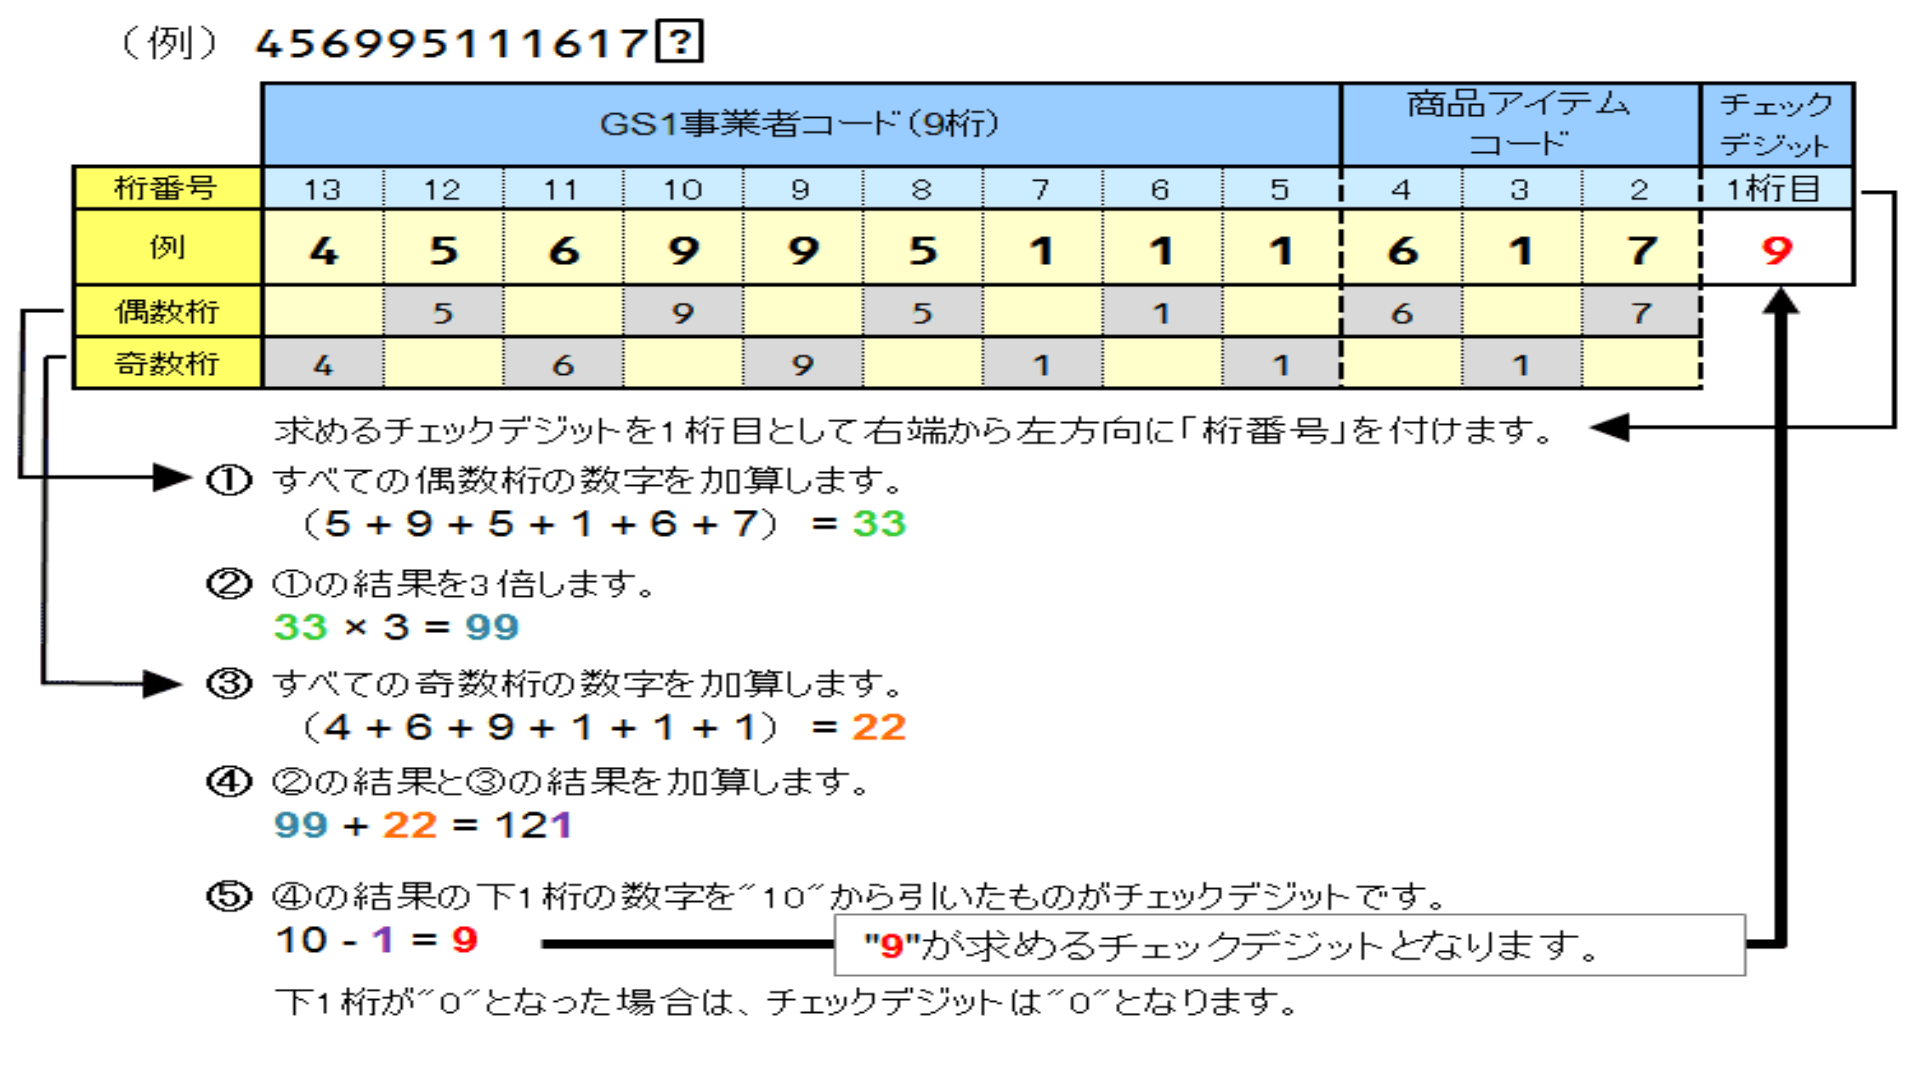 （例） 456995111617?
GS1事業者コード（9桁）
商品アイテム
コード
チェック
デジット
桁番号 13 12 11 10 9 8 7 6 5 4 3 2 1桁目
例 4 5 6 9 9 5 1 1 1 6 1 7 9
偶数桁 5 9 5 1 6 7
奇数桁 4 6 9 1 1 1
求めるチェックデジットを1桁目として右端から左方向に「桁番号」を付けます。
① すべての偶数桁の数字を加算します。
（5 + 9 + 5 + 1 + 6 + 7） = 33
② ①の結果を3倍します。
33 × 3 = 99
③ すべての奇数桁の数字を加算します。
（4 + 6 + 9 + 1 + 1 + 1） = 22
④ ②の結果と③の結果を加算します。
99 + 22 = 121
⑤ ④の結果の下1桁の数字を″10″から引いたものがチェックデジットです。
10 - 1 = 9
"9"が求めるチェックデジットとなります。
下1桁が″0″となった場合は、チェックデジットは″0″となります。